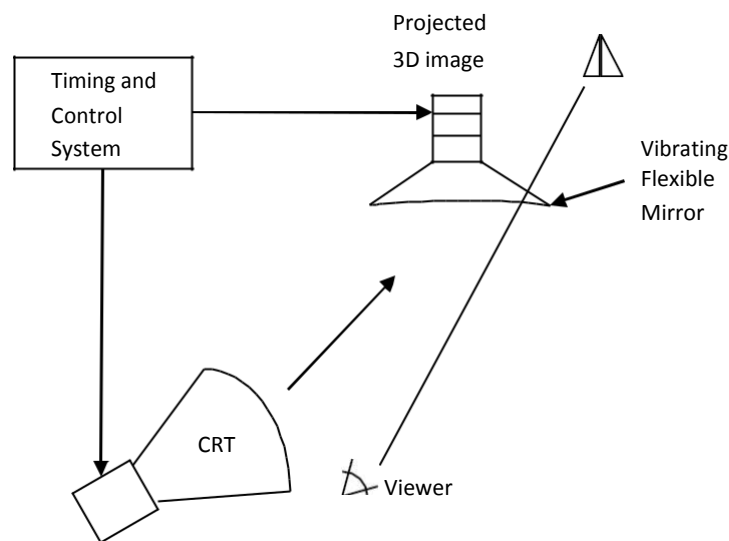 Projected
3D image
Timing and
Control
System
Vibrating
Flexible
Mirror
CRT
Viewer